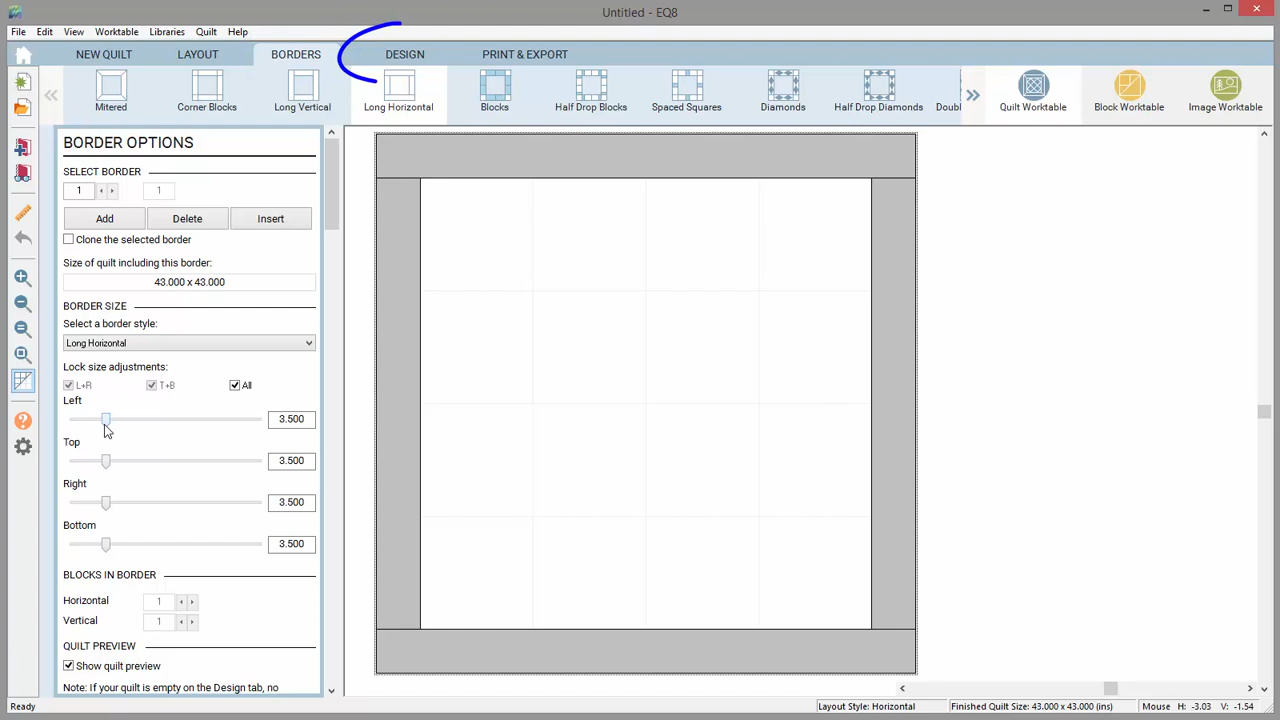 Untitled - EQ8
File Edit View Worktable Libraries Quilt Help
NEW QUILT LAYOUT BORDERS DESIGN PRINT & EXPORT
Mitered Corner Blocks Long Vertical Long Horizontal Blocks Half Drop Blocks Spaced Squares Diamonds Half Drop Diamonds Quilt Worktable Block Worktable Image Worktable
BORDER OPTIONS
SELECT BORDER
1 1
Add Delete Insert
Clone the selected border
Size of quilt including this border:
43.000 x 43.000
BORDER SIZE
Select a border style:
Long Horizontal
Lock size adjustments:
L+R T+B All
Left
3.500
Top
3.500
Right
3.500
Bottom
3.500
BLOCKS IN BORDER
Horizontal 1
Vertical 1
QUILT PREVIEW
Show quilt preview
Note: If your quilt is empty on the Design tab, no
Ready Layout Style: Horizontal Finished Quilt Size: 43.000 x 43.000 (ins) Mouse H: -3.03 V: -1.54